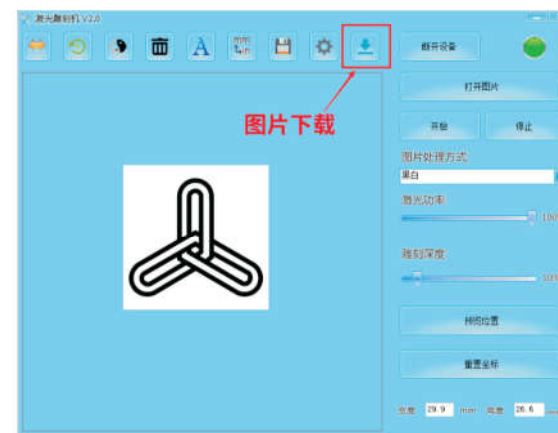 激光雕刻机 V2.0
A
断开设备
图片下载
打开图片
开始
停止
图片处理方式
黑白
激光功率
100%
雕刻深度
10%
预览位置
重置坐标
宽度 29.9 mm 高度 26.6